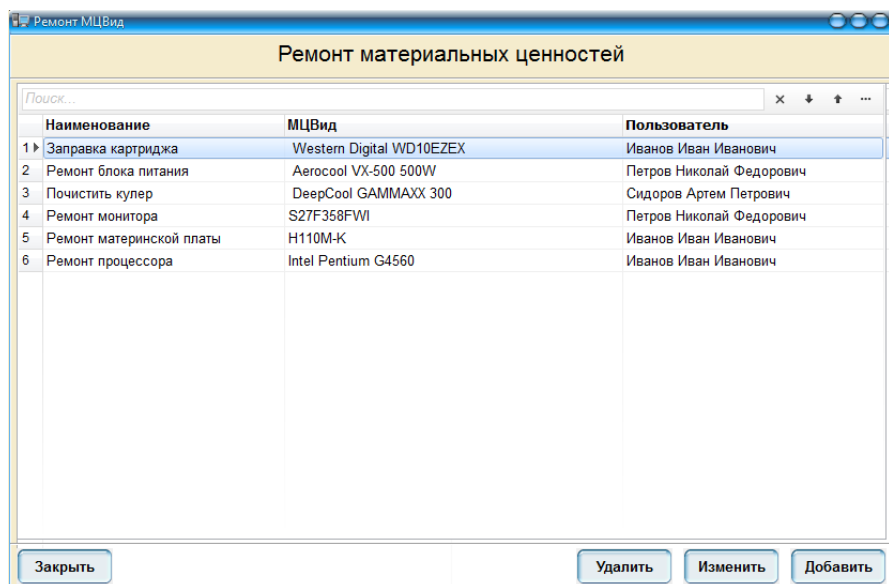 Ремонт МЦВид
Ремонт материальных ценностей
Поиск...
Наименование МЦВид Пользователь
1 Заправка картриджа Western Digital WD10EZEX Иванов Иван Иванович
2 Ремонт блока питания Aerocool VX-500 500W Петров Николай Федорович
3 Почистить кулер DeepCool GAMMAXX 300 Сидоров Артем Петрович
4 Ремонт монитора S27F358FWI Петров Николай Федорович
5 Ремонт материнской платы H110M-K Иванов Иван Иванович
6 Ремонт процессора Intel Pentium G4560 Иванов Иван Иванович
Закрыть Удалить Изменить Добавить